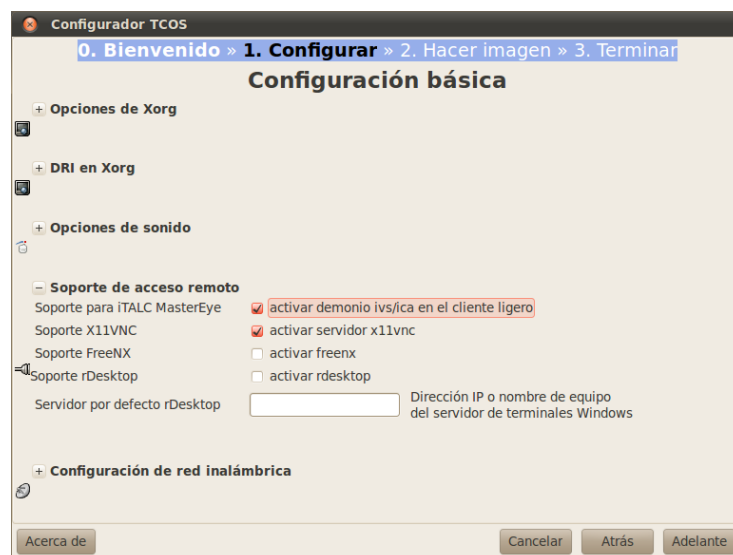 Configurador TCOS
0. Bienvenido » 1. Configurar » 2. Hacer imagen » 3. Terminar
Configuración básica
+ Opciones de Xorg
+ DRI en Xorg
+ Opciones de sonido
− Soporte de acceso remoto
Soporte para iTALC MasterEye activar demonio ivs/ica en el cliente ligero
Soporte X11VNC activar servidor x11vnc
Soporte FreeNX activar freenx
Soporte rDesktop activar rdesktop
Servidor por defecto rDesktop Dirección IP o nombre de equipo
del servidor de terminales Windows
+ Configuración de red inalámbrica
Acerca de Cancelar Atrás Adelante